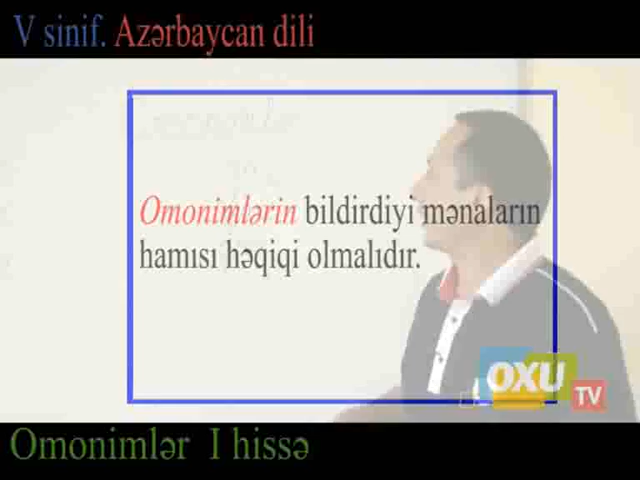 V sinif. Azərbaycan dili
Omonimlərin bildirdiyi mənaların
hamısı həqiqi olmalıdır.
OXU
TV
Omonimlər I hissə